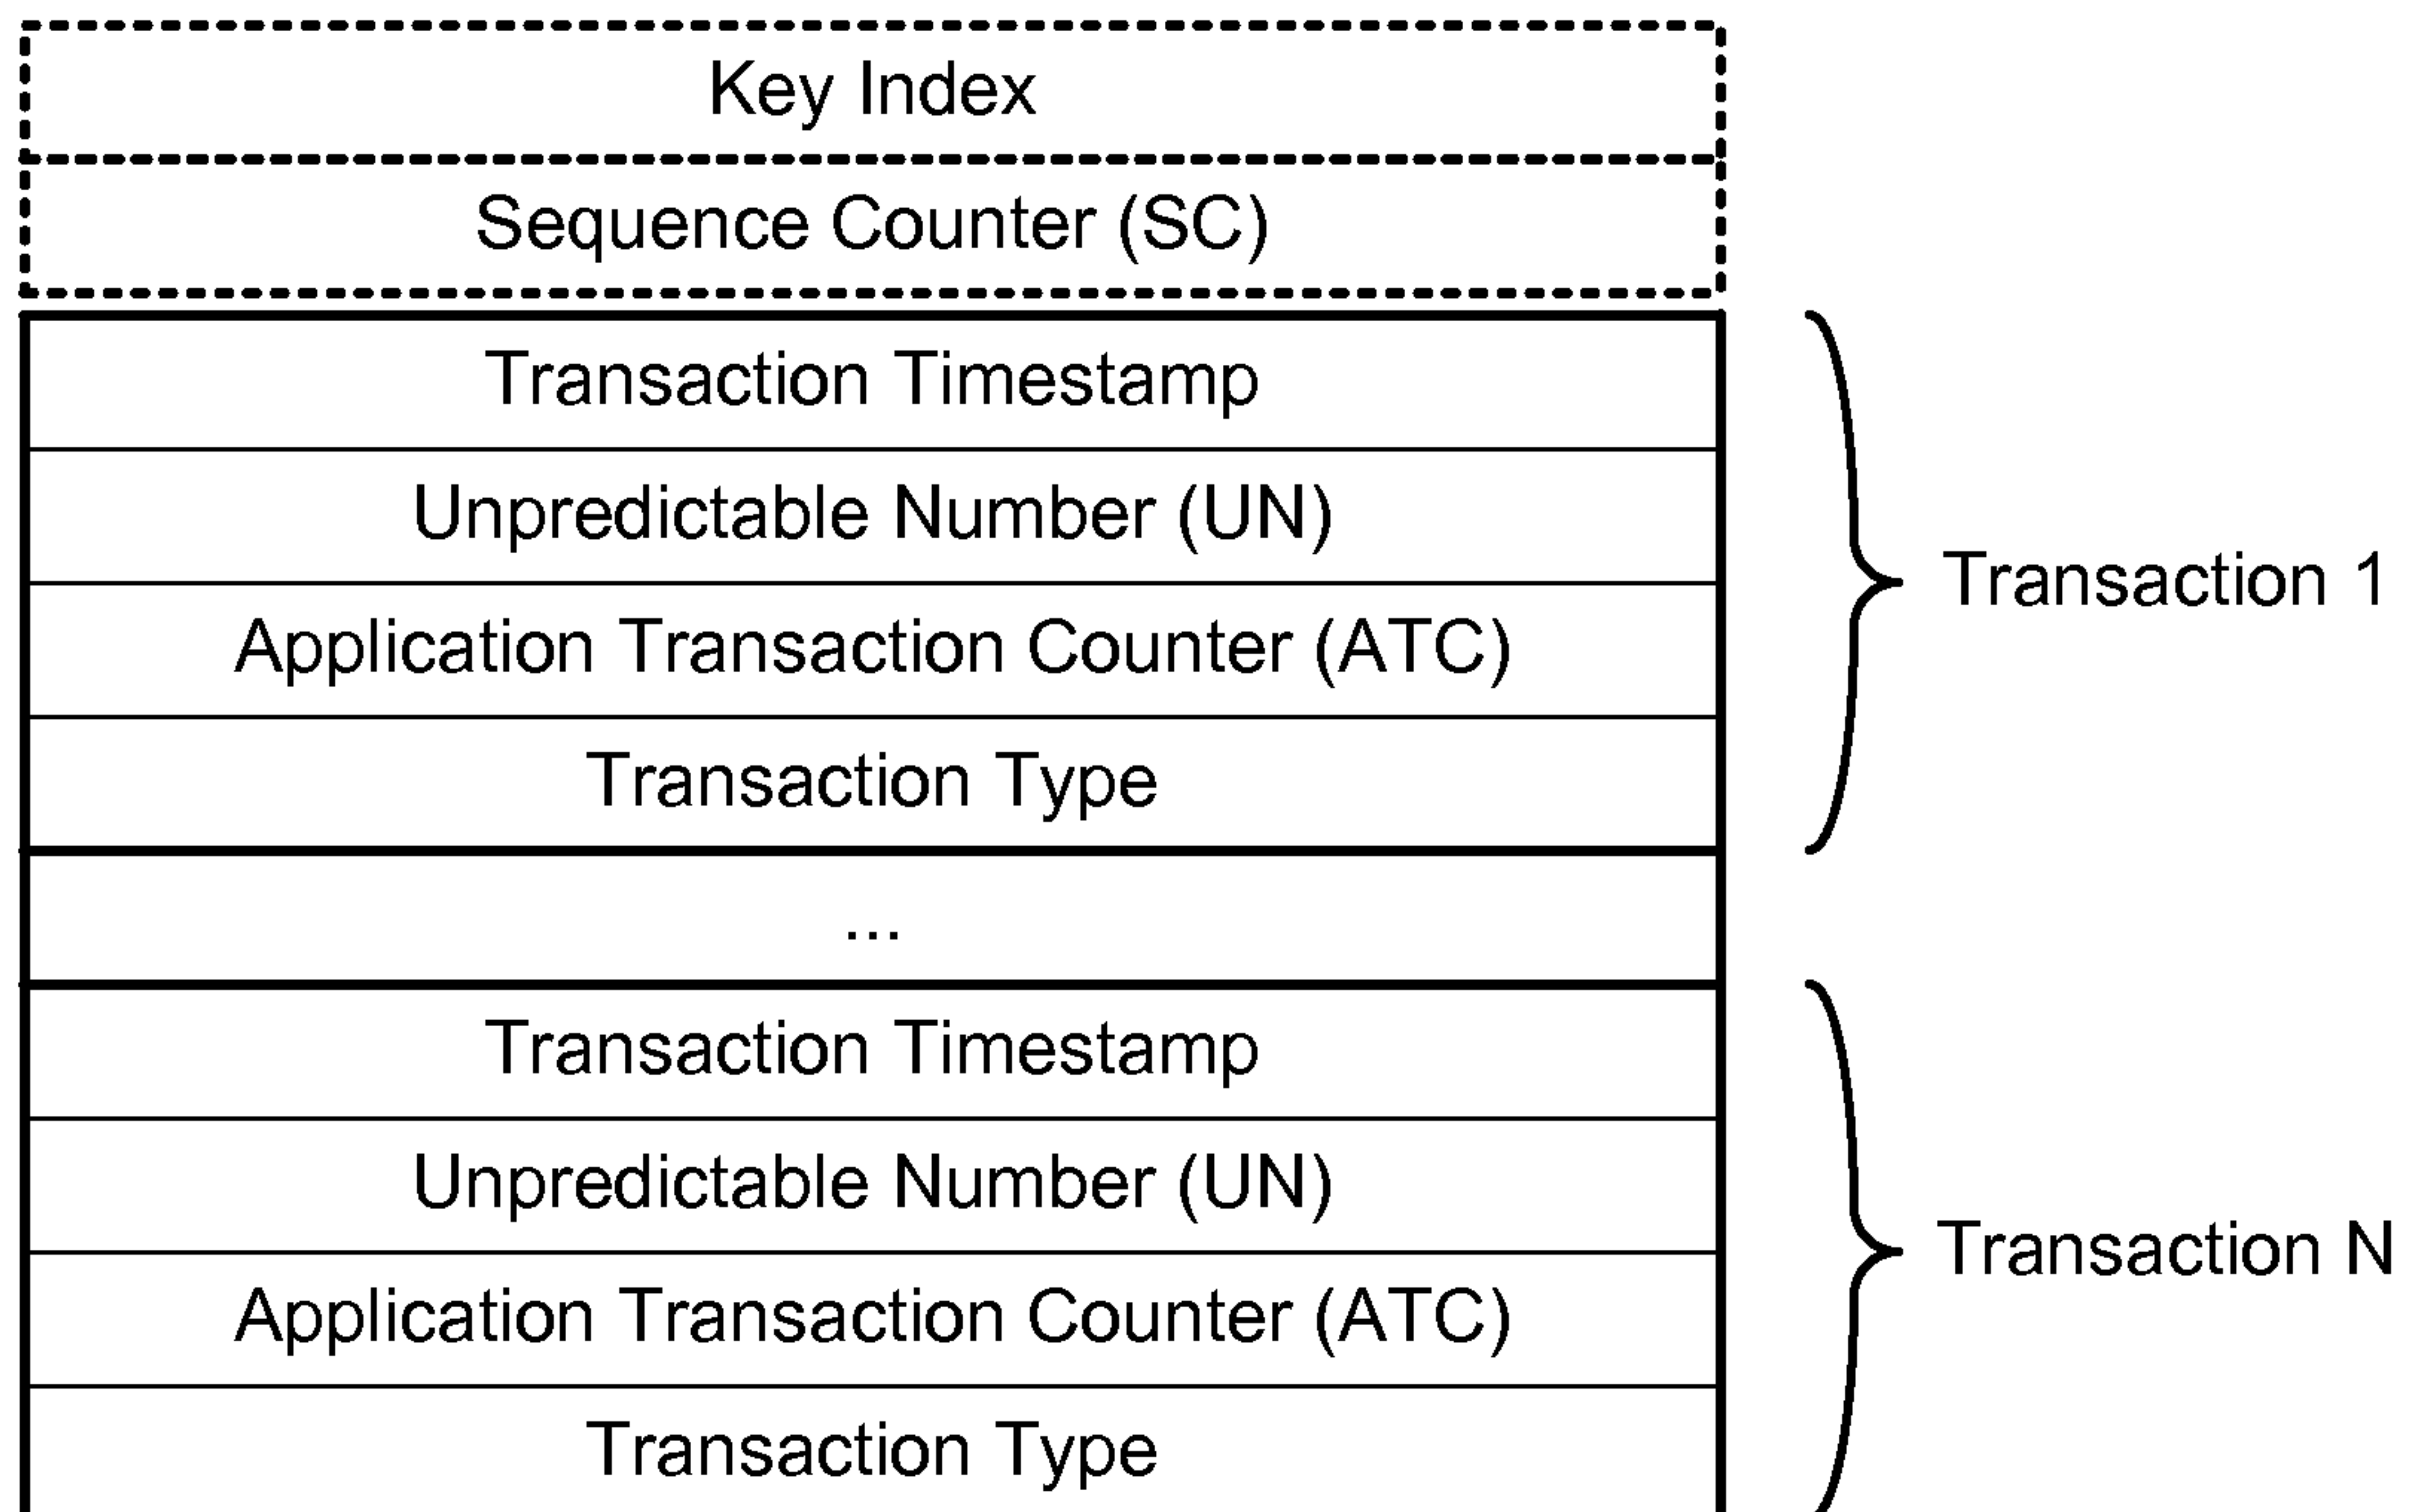 Key Index
Sequence Counter (SC)
Transaction Timestamp
Unpredictable Number (UN)
Application Transaction Counter (ATC)
Transaction Type
Transaction 1
...
Transaction Timestamp
Unpredictable Number (UN)
Application Transaction Counter (ATC)
Transaction Type
Transaction N